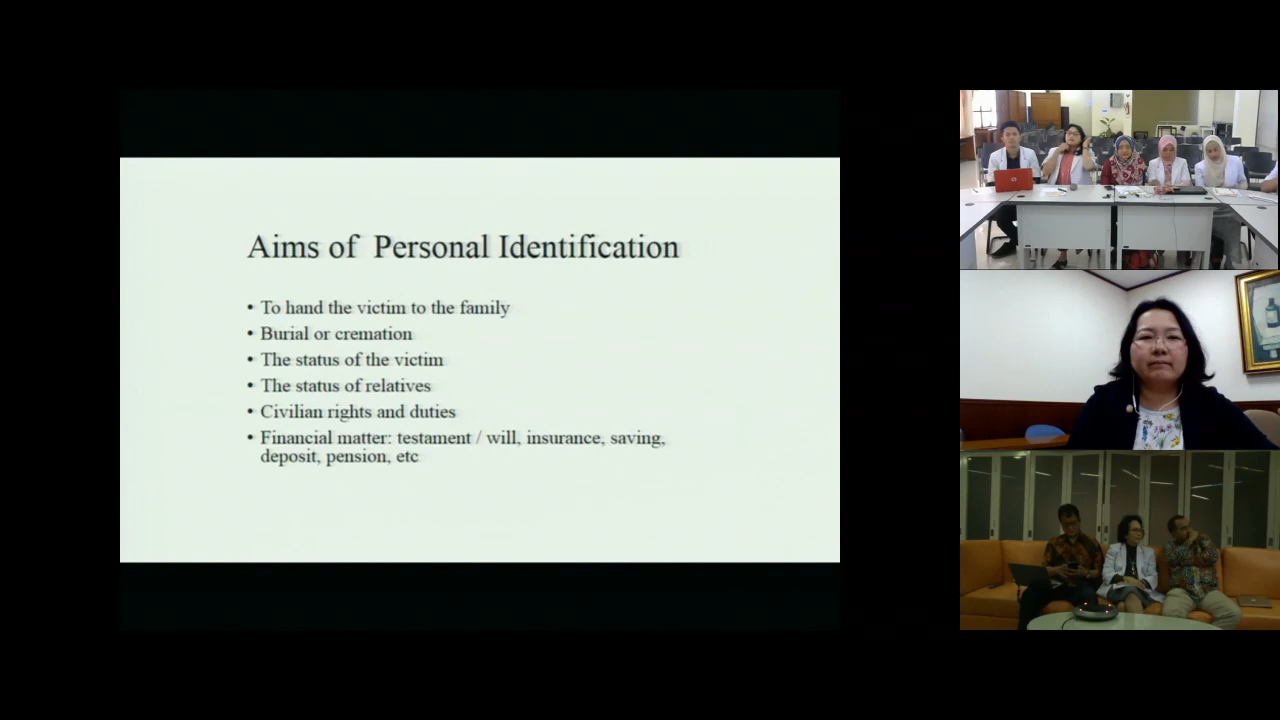 Aims of  Personal Identification
• To hand the victim to the family
• Burial or cremation
• The status of the victim
• The status of relatives
• Civilian rights and duties
• Financial matter: testament / will, insurance, saving,
deposit, pension, etc